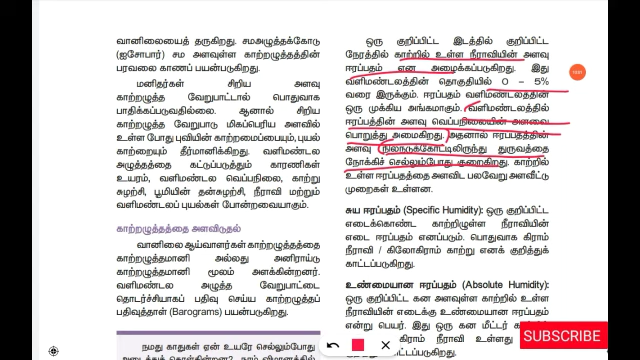 வானிலையைத் தருகிறது. சமஅழுத்தக்கோடு
(ஐசோபார்) சம அளவுள்ள காற்றழுத்தத்தின்
பரவலை காணப் பயன்படுகிறது.
மனிதர்கள் சிறிய அளவு
காற்றழுத்த வேறுபாட்டால் பொதுவாக
பாதிக்கப்படுவதில்லை. ஆனால் சிறிய
காற்றழுத்த வேறுபாடு மிகப்பெரிய அளவில்
உள்ள போது புவியின் காற்றமைப்பையும், புயல்
காற்றையும் தீர்மானிக்கிறது. வளிமண்டல
அழுத்தத்தை கட்டுப்படுத்தும் காரணிகள்
உயரம், வளிமண்டல வெப்பநிலை, காற்று
சுழற்சி, பூமியின் தன்சுழற்சி, நீராவி மற்றும்
வளிமண்டலப் புயல்கள் போன்றவையாகும்.
காற்றழுத்தத்தை அளவிடுதல்
வானிலை ஆய்வாளர்கள் காற்றழுத்தத்தை
காற்றழுத்தமானி அல்லது அனிராய்டு
காற்றழுத்தமானி மூலம் அளக்கின்றனர்.
வளிமண்டல அழுத்த வேறுபாட்டை
தொடர்ச்சியாகப் பதிவு செய்ய காற்றழுத்தப்
பதிவுத்தாள் (Barograms) பயன்படுகிறது.
நமது காதுகள் ஏன் உயரே செல்லும்போது
ஒரு குறிப்பிட்ட இடத்தில் குறிப்பிட்ட
நேரத்தில் காற்றில் உள்ள நீராவியின் அளவு
ஈரப்பதம் என அழைக்கப்படுகிறது. இது
வளிமண்டலத்தின் தொகுதியில் 0 – 5%
வரை இருக்கும். ஈரப்பதம் வளிமண்டலத்தின்
ஒரு முக்கிய அங்கமாகும். வளிமண்டலத்தில்
ஈரப்பத்தின் அளவு வெப்பநிலையின் அளவை
பொறுத்து அமைகிறது. அதனால் ஈரப்பதத்தின்
அளவு நிலநடுக்கோட்டிலிருந்து துருவத்தை
நோக்கிச் செல்லும்போது குறைகிறது. காற்றில்
உள்ள ஈரப்பதத்தை அளவிட பலவேறு அளவீட்டு
முறைகள் உள்ளன.
சுய ஈரப்பதம் (Specific Humidity): ஒரு குறிப்பிட்ட
எடைக்கொண்ட காற்றிழுள்ள நீராவியின்
எடை ஈரப்பதம் எனப்படும். பொதுவாக கிராம்
நீராவி / கிலோகிராம் காற்று எனக் குறித்துக்
காட்டப்படுகிறது.
உண்மையான ஈரப்பதம் (Absolute Humidity):
ஒரு குறிப்பிட்ட கன அளவுள்ள காற்றில் உள்ள
நீராவியின் எடைக்கு உண்மையான ஈரப்பதம்
என்று பெயர். இது ஒரு கன மீட்டர்
கிராம் நீராவி உள்ளது
SUBSCRIBE